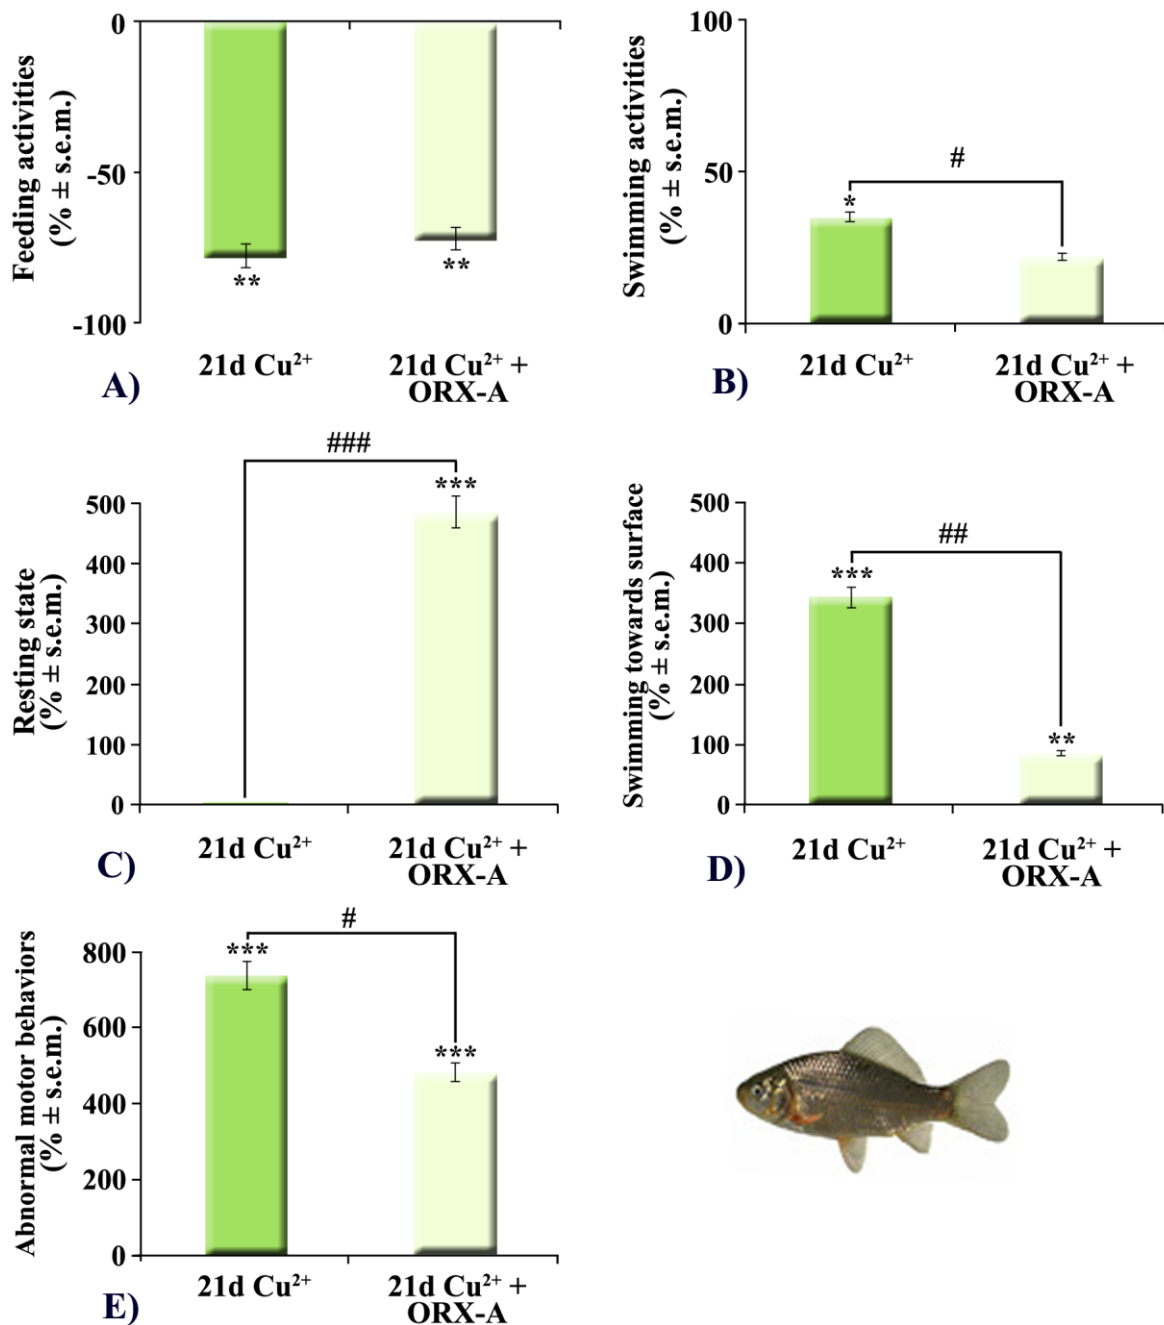 Feeding activities
(% ± s.e.m.)
0
-50
-100
**
**
21d Cu²⁺
21d Cu²⁺ +
ORX-A
A)
Swimming activities
(% ± s.e.m.)
100
50
0
#
*
21d Cu²⁺
21d Cu²⁺ +
ORX-A
B)
Resting state
(% ± s.e.m.)
500
400
300
200
100
0
###
***
21d Cu²⁺
21d Cu²⁺ +
ORX-A
C)
Swimming towards surface
(% ± s.e.m.)
500
400
300
200
100
0
##
***
**
21d Cu²⁺
21d Cu²⁺ +
ORX-A
D)
Abnormal motor behaviors
(% ± s.e.m.)
800
600
400
200
0
#
***
***
21d Cu²⁺
21d Cu²⁺ +
ORX-A
E)